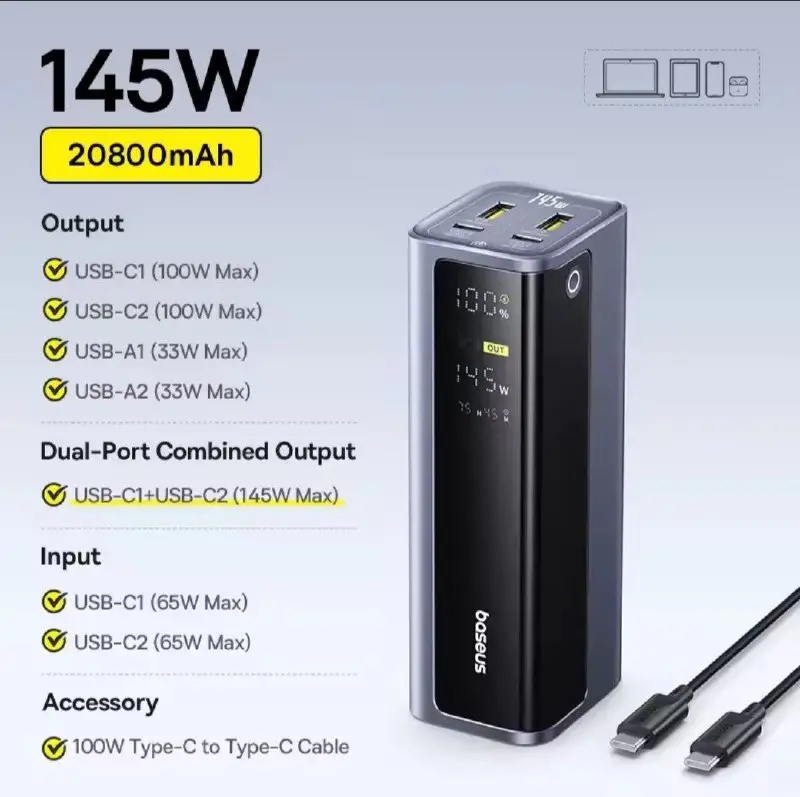 145W
20800mAh
Output
USB-C1 (100W Max)
USB-C2 (100W Max)
USB-A1 (33W Max)
USB-A2 (33W Max)
Dual-Port Combined Output
USB-C1+USB-C2 (145W Max)
Input
USB-C1 (65W Max)
USB-C2 (65W Max)
Accessory
100W Type-C to Type-C Cable
145W
100%
OUT
145W
baseus